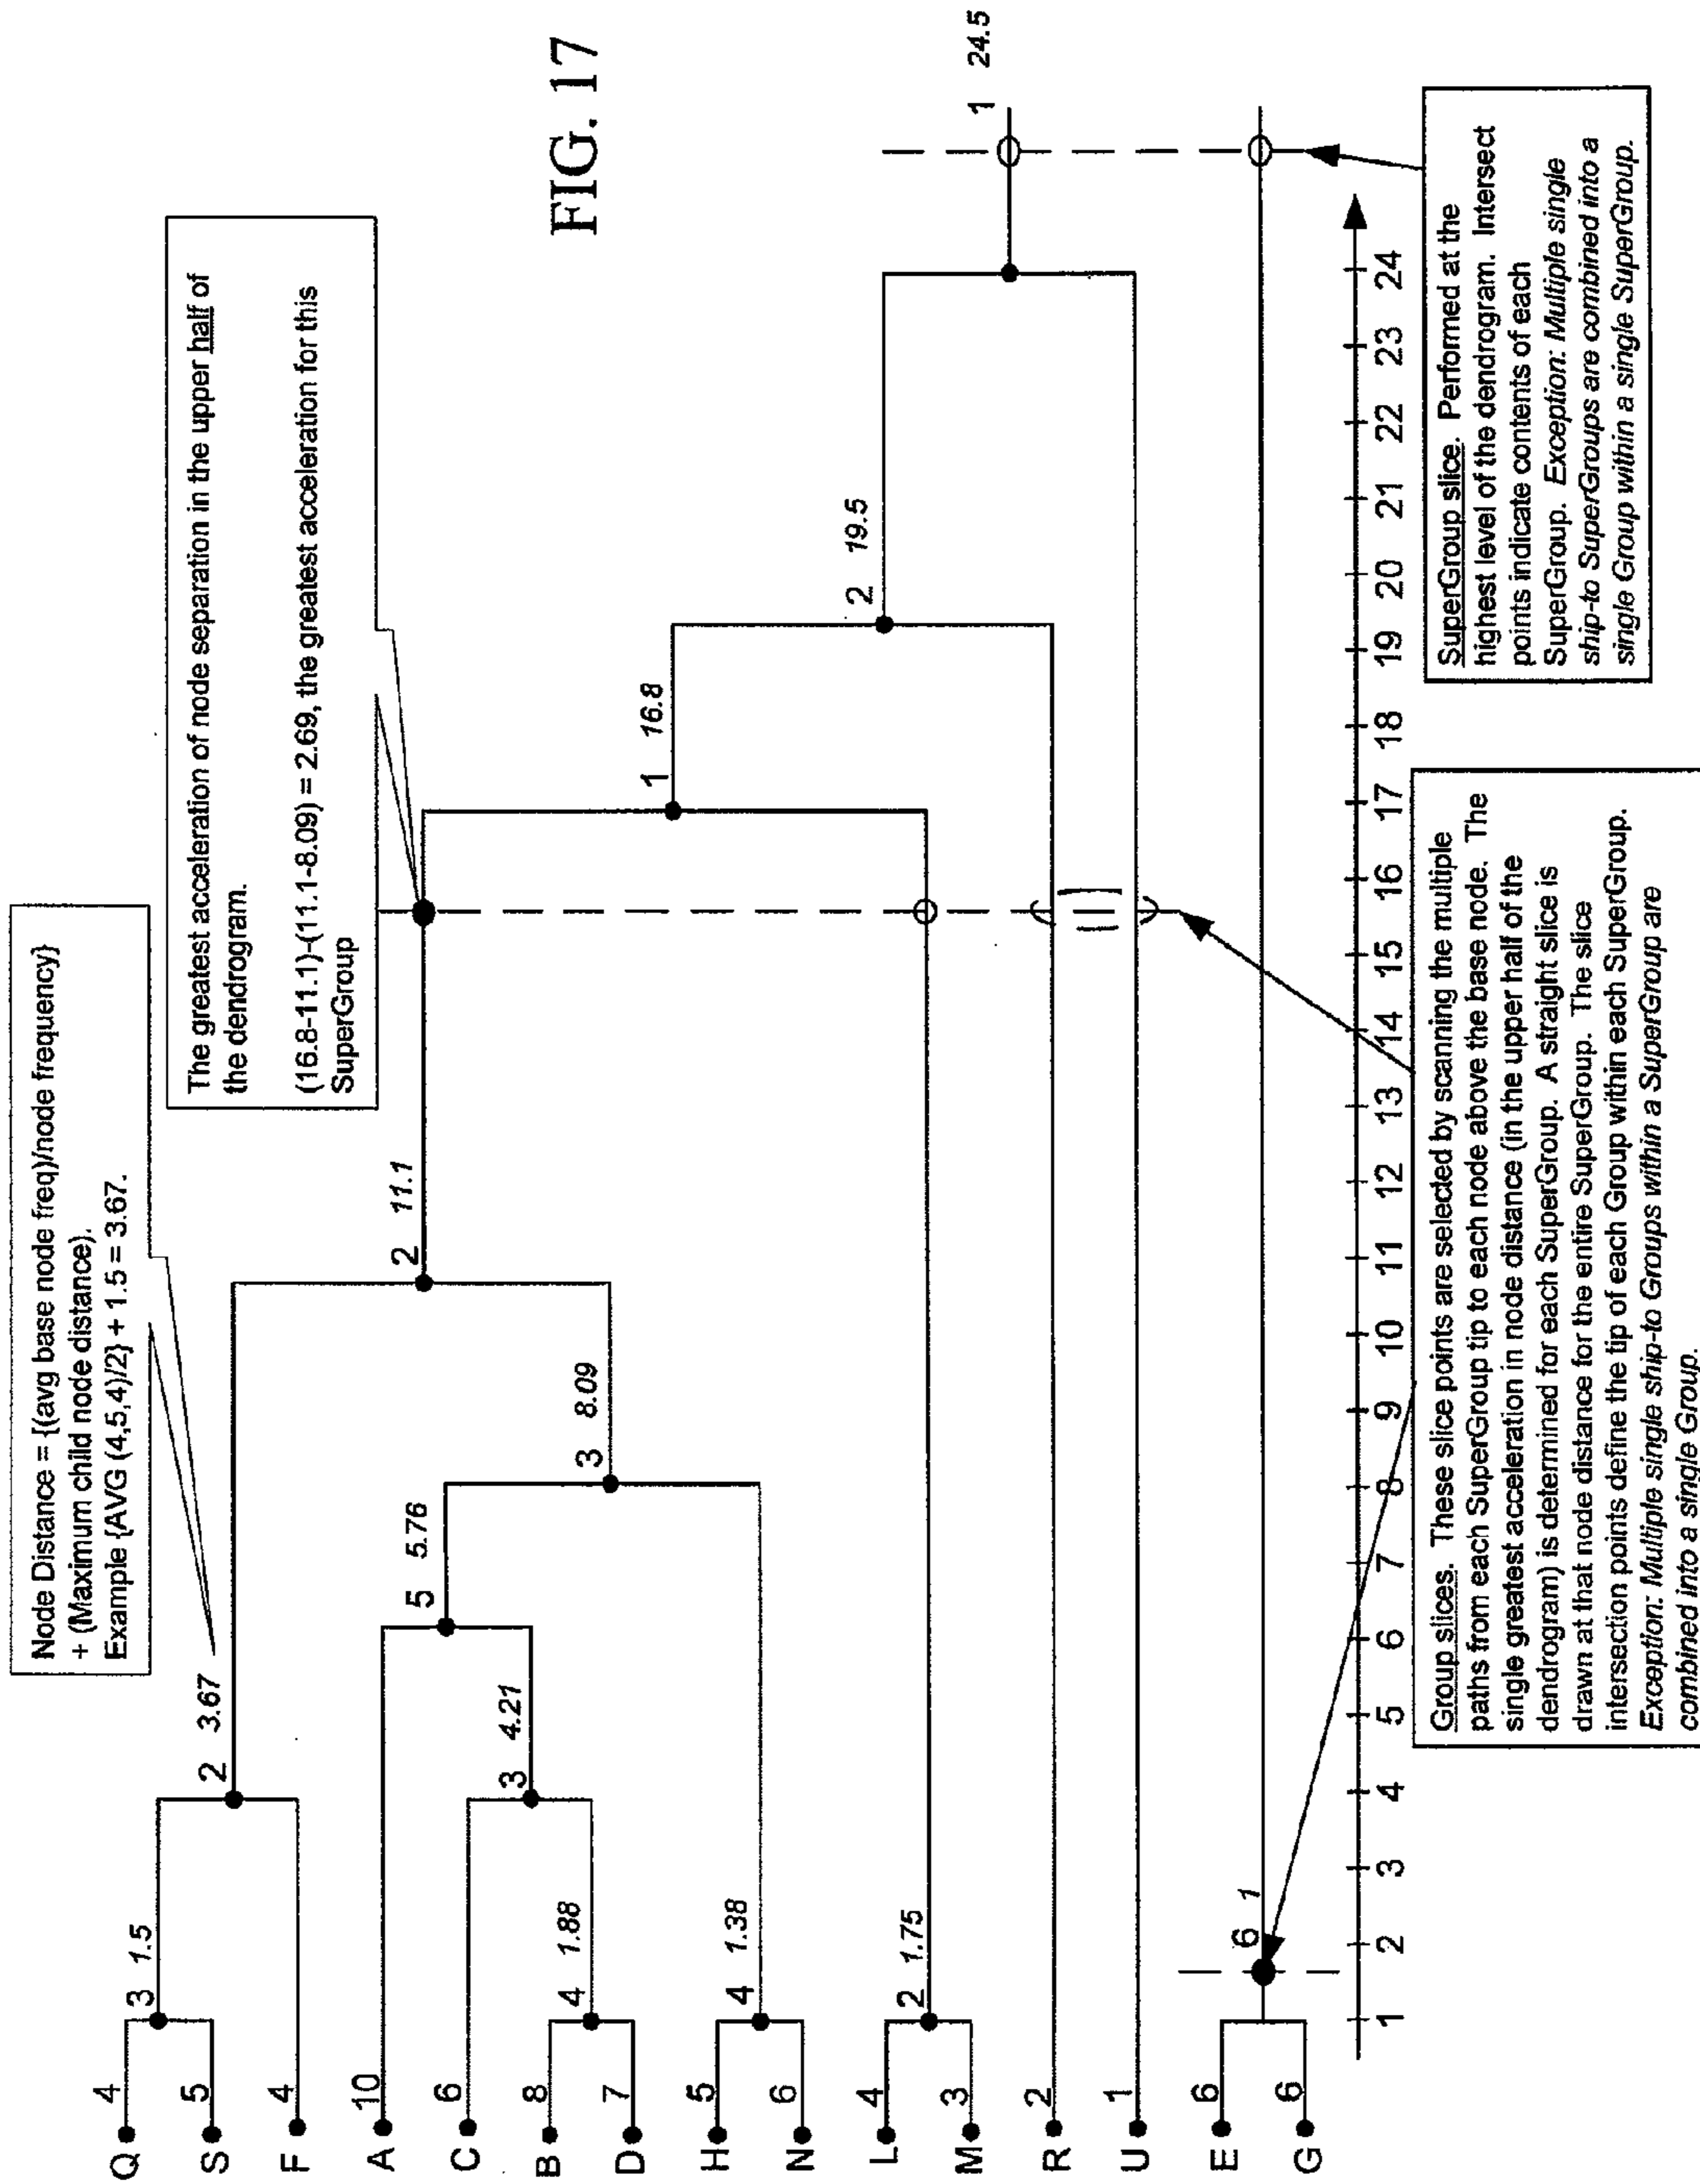 Node Distance = {(avg base node freq)/node frequency}
+ (Maximum child node distance).
Example {AVG (4,5,4)/2} + 1.5 = 3.67.
The greatest acceleration of node separation in the upper half of
the dendrogram.
(16.8-11.1)-(11.1-8.09) = 2.69, the greatest acceleration for this
SuperGroup
FIG. 17
Q 4
S 5
F 4
A 10
C 6
B 8
D 7
H 5
N 6
L 4
M 3
R 2
U 1
E 6
G 6
3 1.5
2 3.67
4 1.88
3 4.21
5 5.76
4 1.38
3 8.09
2 11.1
2 1.75
1 16.8
2 19.5
1 24.5
6 1
1 2 3 4 5 6 7 8 9 10 11 12 13 14 15 16 17 18 19 20 21 22 23 24
Group slices. These slice points are selected by scanning the multiple
paths from each SuperGroup tip to each node above the base node. The
single greatest acceleration in node distance (in the upper half of the
dendrogram) is determined for each SuperGroup. A straight slice is
drawn at that node distance for the entire SuperGroup. The slice
intersection points define the tip of each Group within each SuperGroup.
Exception: Multiple single ship-to Groups within a SuperGroup are
combined into a single Group.
SuperGroup slice. Performed at the
highest level of the dendrogram. Intersect
points indicate contents of each
SuperGroup. Exception: Multiple single
ship-to SuperGroups are combined into a
single Group within a single SuperGroup.